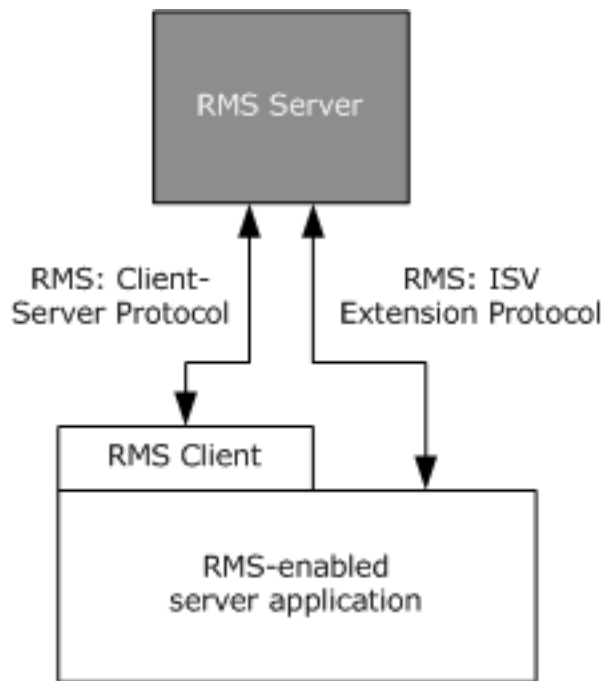 RMS Server
RMS: Client-
Server Protocol
RMS: ISV
Extension Protocol
RMS Client
RMS-enabled
server application